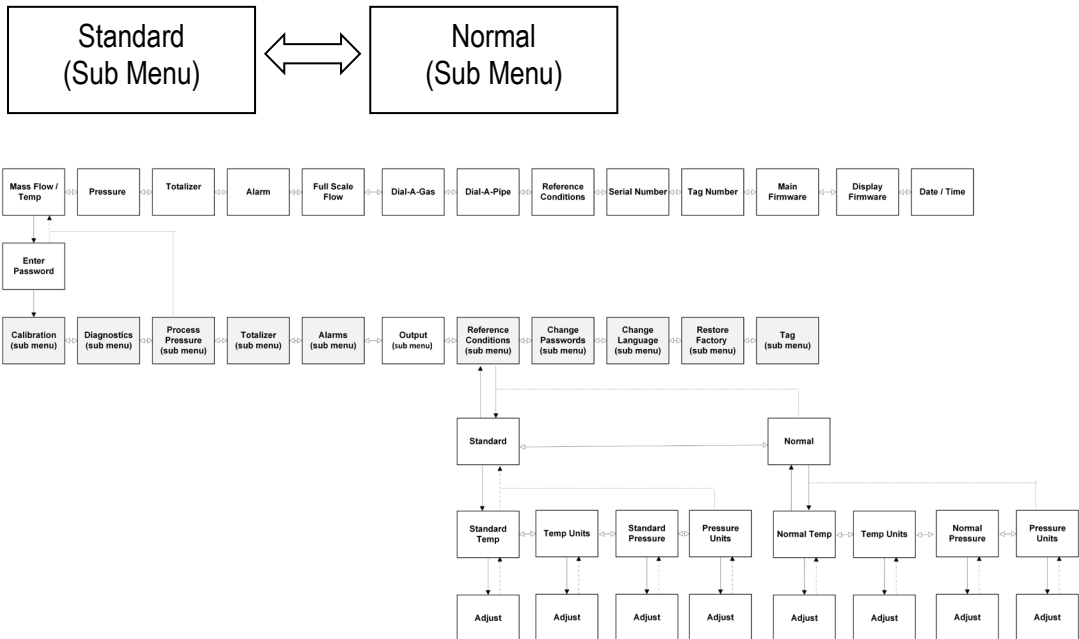 Standard
(Sub Menu)
Normal
(Sub Menu)
Mass Flow /
Temp
Pressure
Totalizer
Alarm
Full Scale
Flow
Dial-A-Gas
Dial-A-Pipe
Reference
Conditions
Serial Number
Tag Number
Main
Firmware
Display
Firmware
Date / Time
Enter
Password
Calibration
(sub menu)
Diagnostics
(sub menu)
Process
Pressure
(sub menu)
Totalizer
(sub menu)
Alarms
(sub menu)
Output
(sub menu)
Reference
Conditions
(sub menu)
Change
Passwords
(sub menu)
Change
Language
(sub menu)
Restore
Factory
(sub menu)
Tag
(sub menu)
Standard
Normal
Standard
Temp
Temp Units
Standard
Pressure
Pressure
Units
Normal Temp
Temp Units
Normal
Pressure
Pressure
Units
Adjust
Adjust
Adjust
Adjust
Adjust
Adjust
Adjust
Adjust